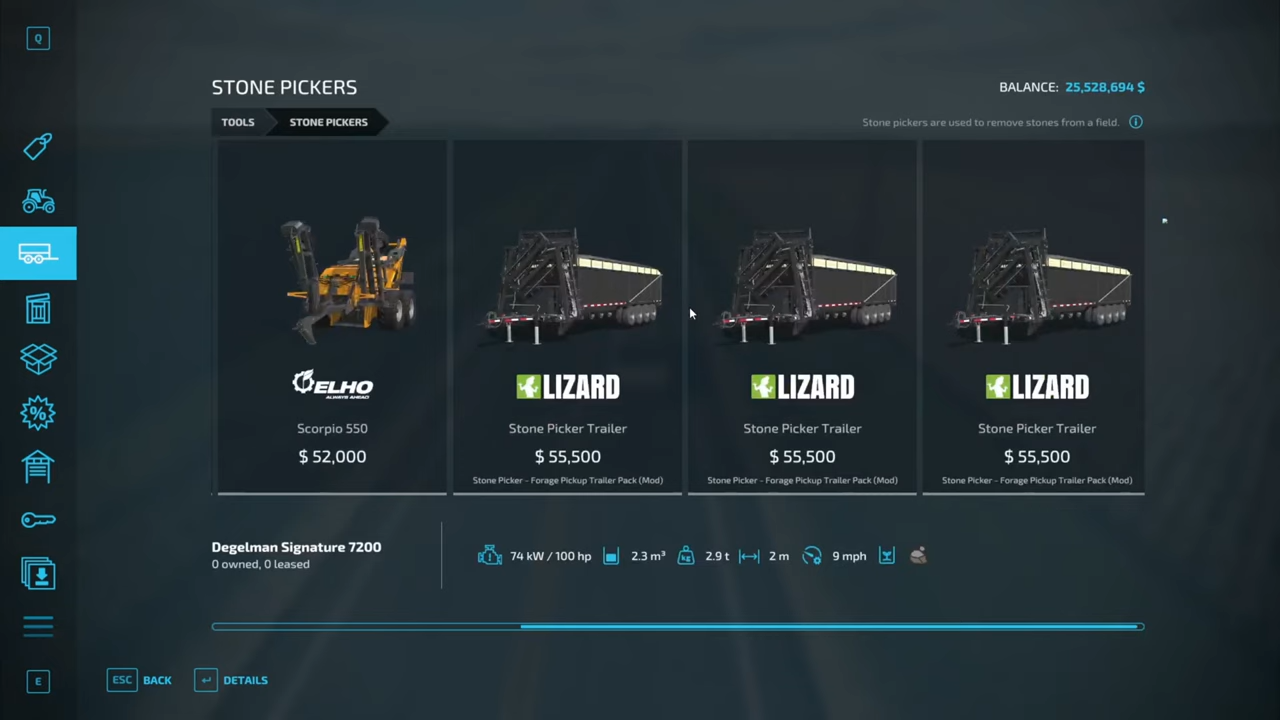 Q
STONE PICKERS
BALANCE: 25,528,694 $
TOOLS
STONE PICKERS
Stone pickers are used to remove stones from a field.
ELHO
ALWAYS AHEAD
Scorpio 550
$ 52,000
LIZARD
Stone Picker Trailer
$ 55,500
Stone Picker - Forage Pickup Trailer Pack (Mod)
LIZARD
Stone Picker Trailer
$ 55,500
Stone Picker - Forage Pickup Trailer Pack (Mod)
LIZARD
Stone Picker Trailer
$ 55,500
Stone Picker - Forage Pickup Trailer Pack (Mod)
Degelman Signature 7200
0 owned, 0 leased
74 kW / 100 hp
2.3 m³
2.9 t
2 m
9 mph
E
ESC BACK
DETAILS